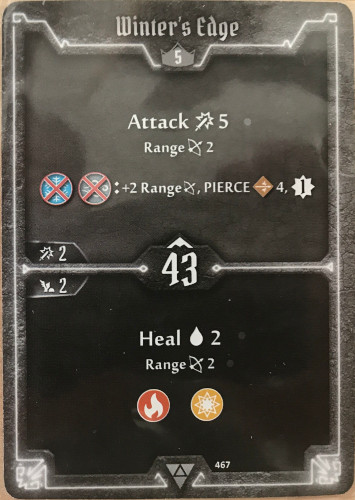 Winter's Edge
5
Attack 5
Range 2
: +2 Range, PIERCE 4, 1
2
43
2
Heal 2
Range 2
467